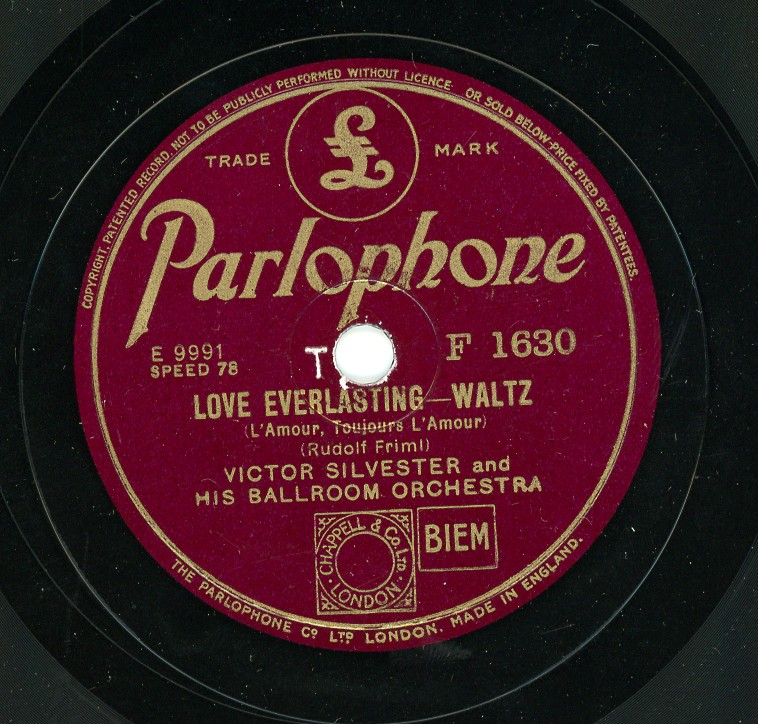 COPYRIGHT. PATENTED RECORD. NOT TO BE PUBLICLY PERFORMED WITHOUT LICENCE. OR SOLD BELOW PRICE FIXED BY PATENTEES.
TRADE £ MARK
Parlophone
E 9991 T F 1630
SPEED 78
LOVE EVERLASTING—WALTZ
(L'Amour, Toujours L'Amour)
(Rudolf Friml)
VICTOR SILVESTER and
HIS BALLROOM ORCHESTRA
CHAPPELL & Co. LTD
LONDON
BIEM
THE PARLOPHONE Co LTD LONDON. MADE IN ENGLAND.